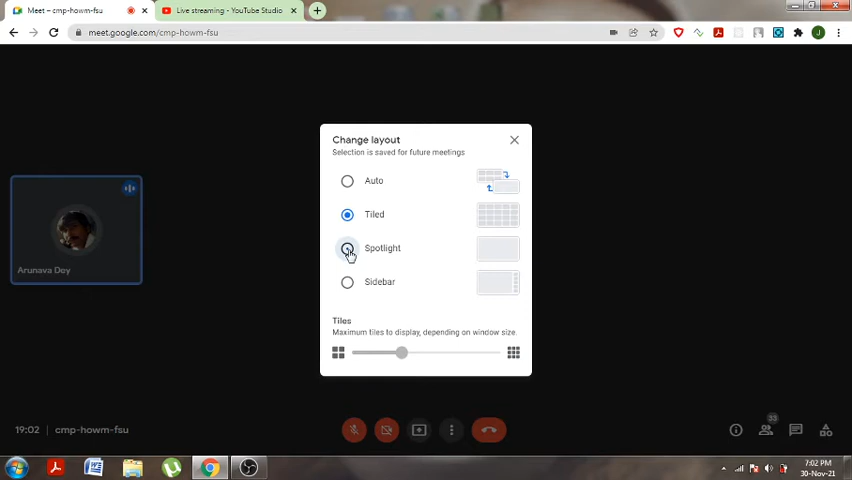 Meet – cmp-howm-fsu
Live streaming - YouTube Studio
meet.google.com/cmp-howm-fsu
J
Change layout
Selection is saved for future meetings
Auto
Tiled
Spotlight
Sidebar
Tiles
Maximum tiles to display, depending on window size.
Arunava Dey
33
19:02 | cmp-howm-fsu
7:02 PM
30-Nov-21